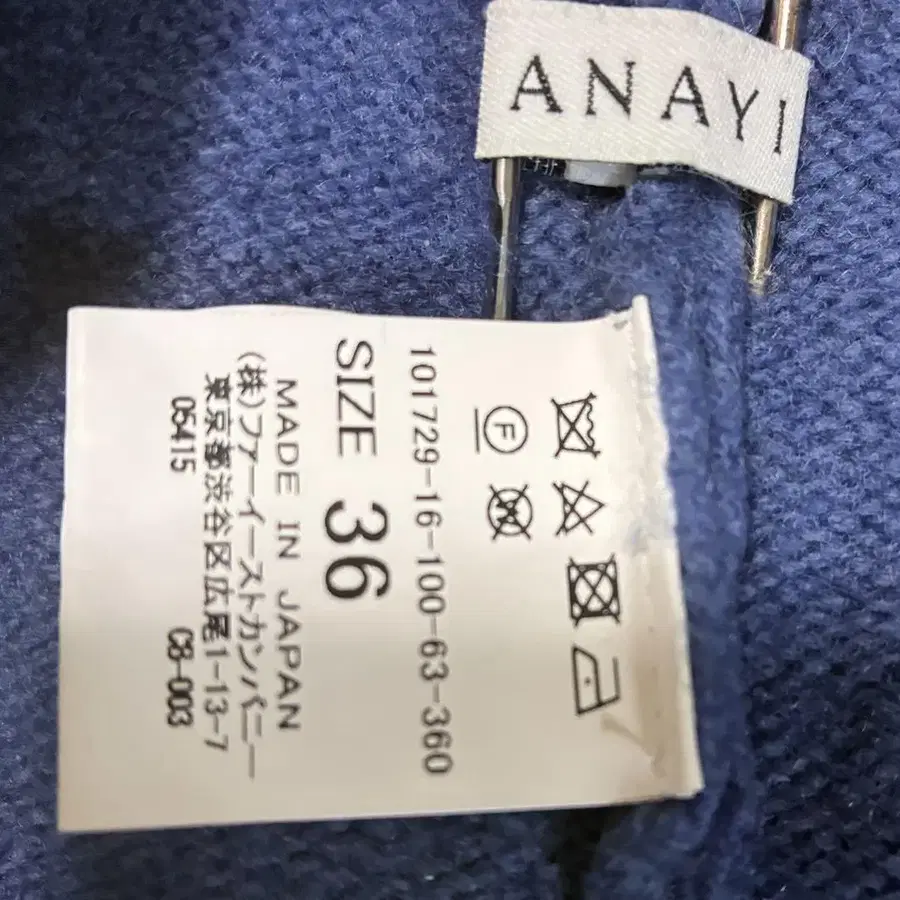 ANAYI
101729-16-100-63-360
SIZE 36
MADE IN JAPAN
(株)ファーイーストカンパニー
東京都渋谷区広尾1-13-7
05415 C8-003